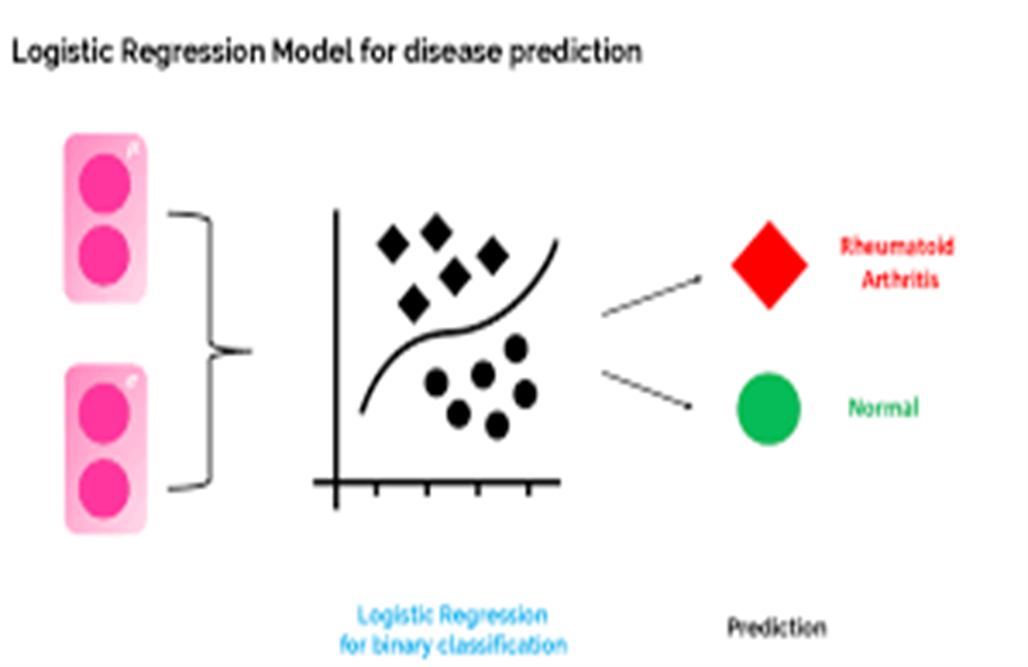 Logistic Regression Model for disease prediction
Rheumatoid
Arthritis
Normal
Logistic Regression
for binary classification
Prediction